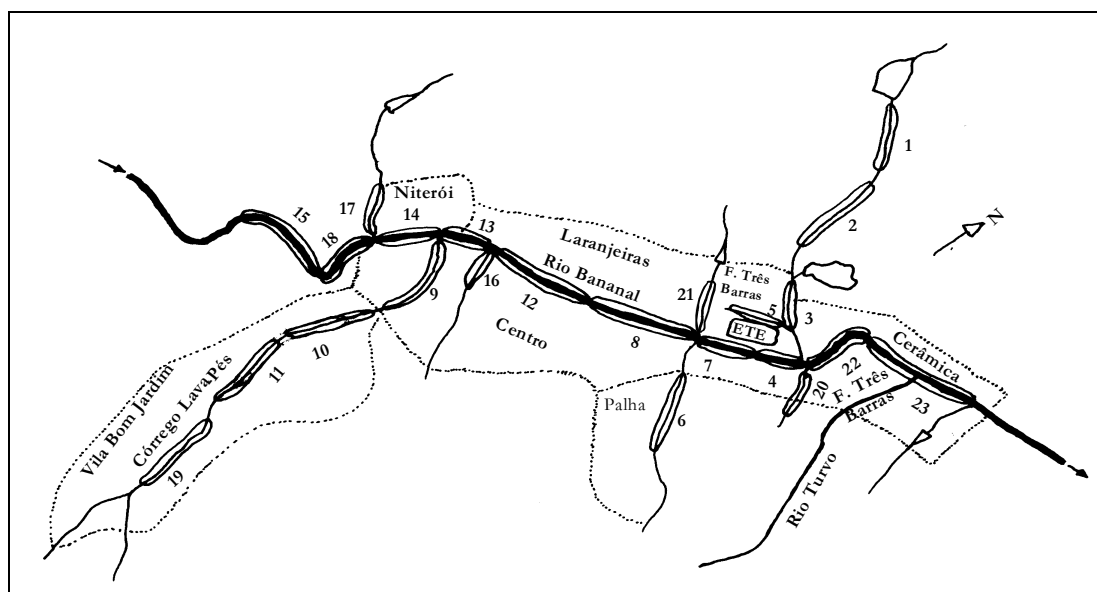 1
2
N
Niterói
17
14
15
18
13
Laranjeiras
Rio Bananal
9
16
12
8
Centro
21
F. Três
Barras
5
3
ETE
7
4
20
22
Cerâmica
F. Três
Barras
23
Rio Turvo
Palha
6
10
11
19
Vila Bom Jardim
Córrego LavaPés